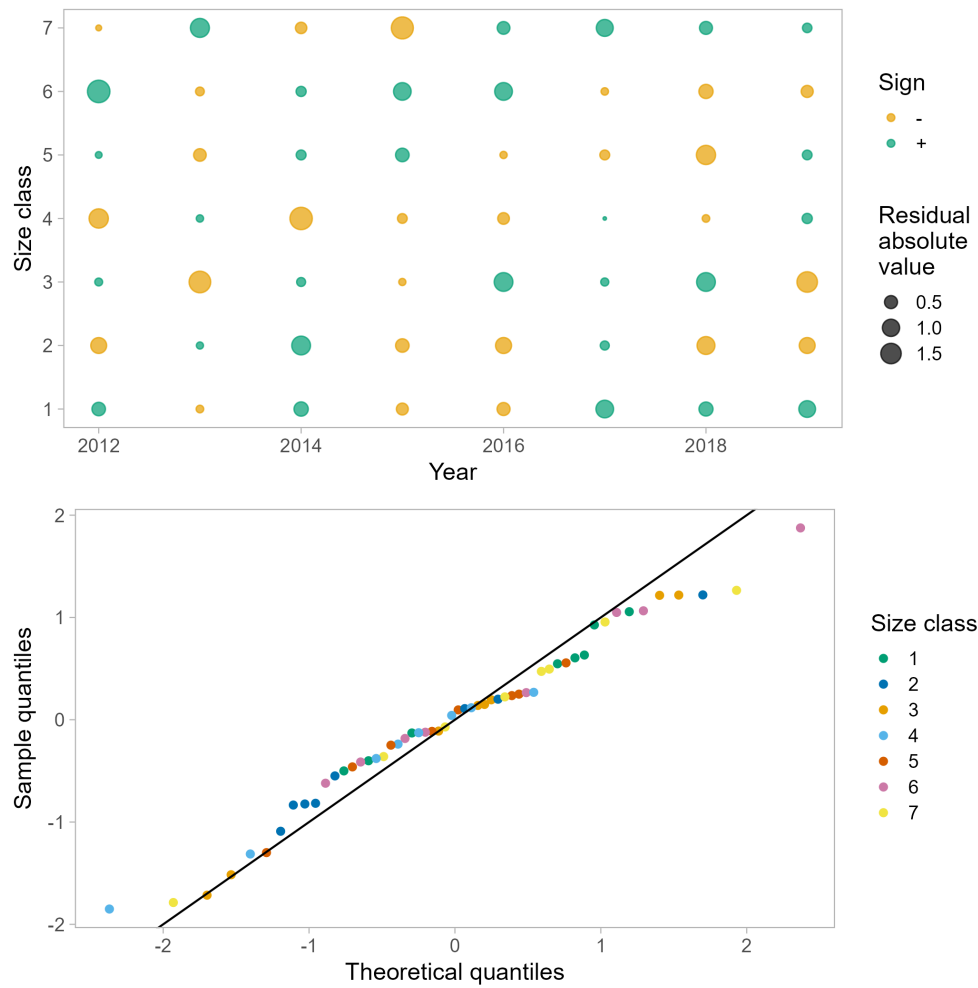 7
6
5
4
3
2
1
Size class
2012 2014 2016 2018
Year
Sign
-
+
Residual
absolute
value
0.5
1.0
1.5
2
1
0
-1
-2
Sample quantiles
-2 -1 0 1 2
Theoretical quantiles
Size class
1
2
3
4
5
6
7